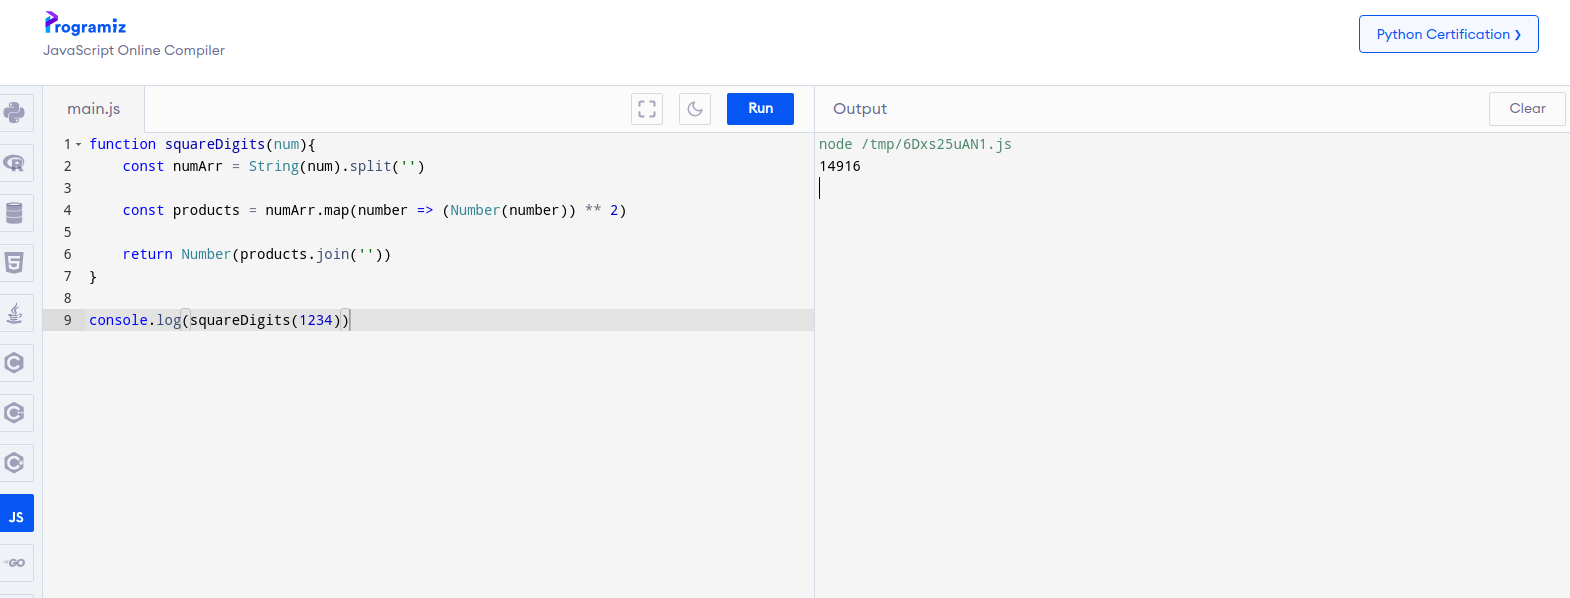 Programiz
JavaScript Online Compiler
Python Certification ❯
main.js
Run
Output
Clear
1 function squareDigits(num){
2     const numArr = String(num).split('')
3
4     const products = numArr.map(number => (Number(number)) ** 2)
5
6     return Number(products.join(''))
7 }
8
9 console.log(squareDigits(1234))
node /tmp/6Dxs25uAN1.js
14916
JS
GO